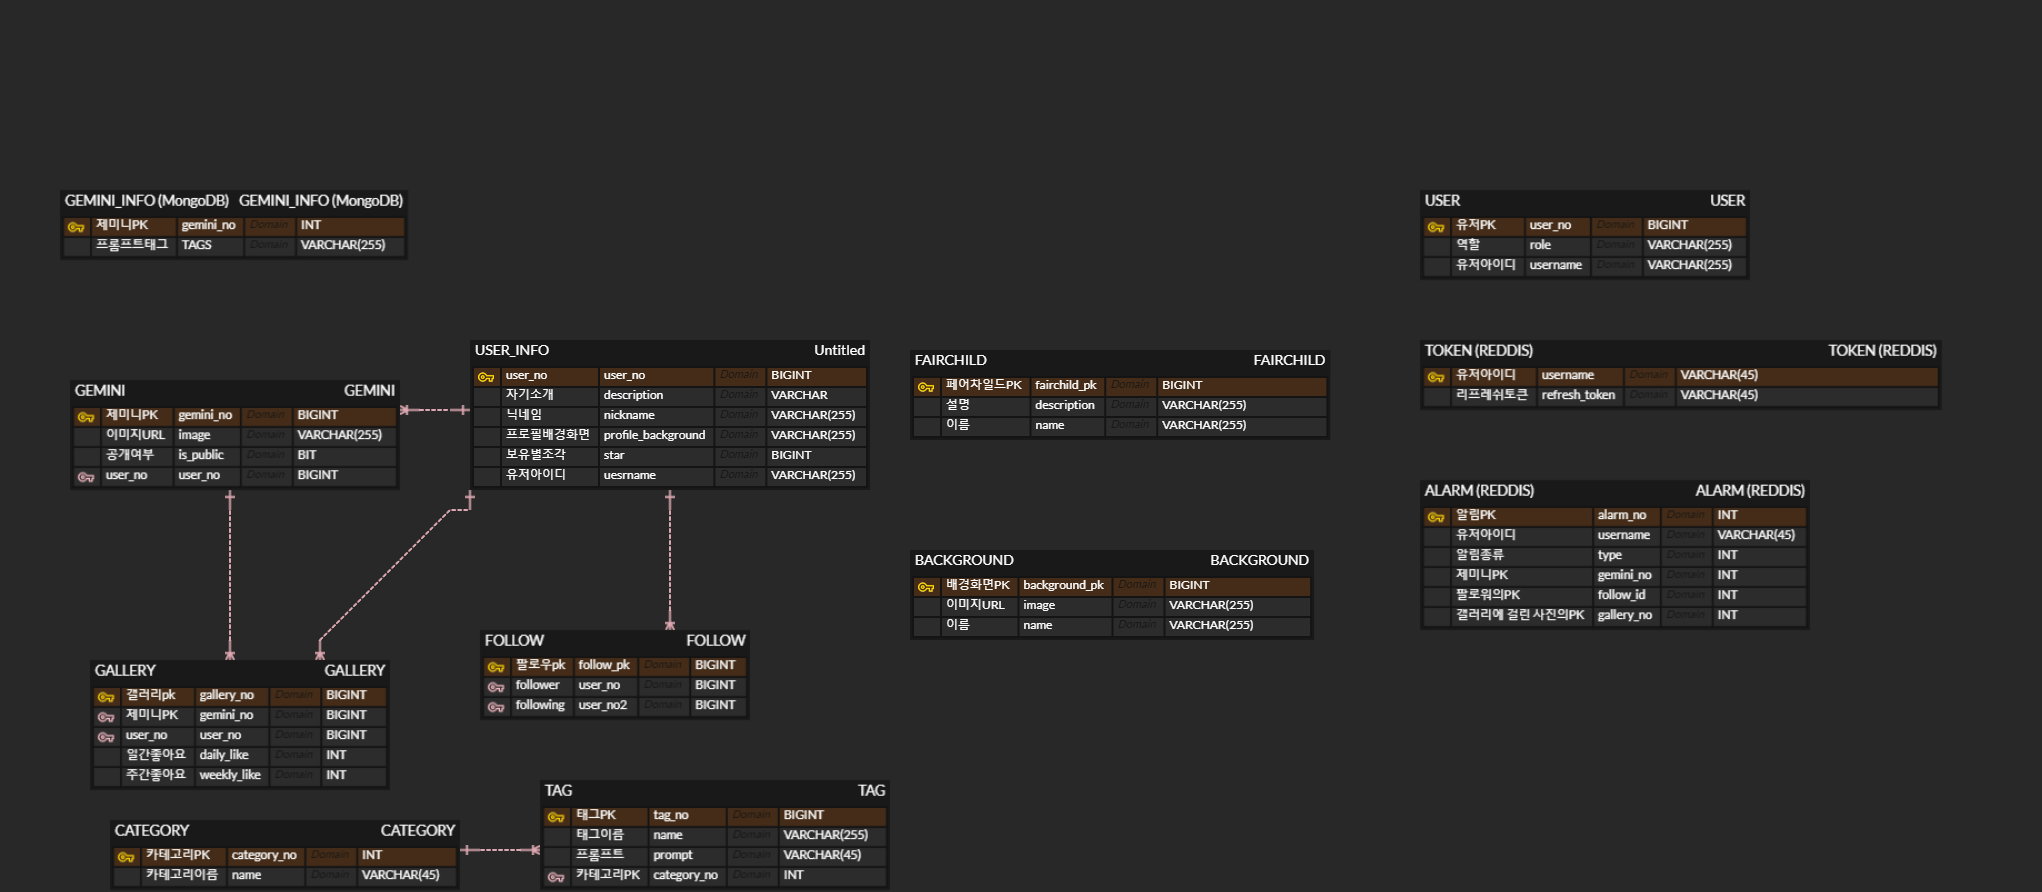 GEMINI_INFO (MongoDB) GEMINI_INFO (MongoDB)
제미니PK gemini_no Domain INT
프롬프트태그 TAGS Domain VARCHAR(255)
USER USER
유저PK user_no Domain BIGINT
역할 role Domain VARCHAR(255)
유저아이디 username Domain VARCHAR(255)
USER_INFO Untitled
user_no user_no Domain BIGINT
자기소개 description Domain VARCHAR
닉네임 nickname Domain VARCHAR(255)
프로필배경화면 profile_background Domain VARCHAR(255)
보유별조각 star Domain BIGINT
유저아이디 uesrname Domain VARCHAR(255)
FAIRCHILD FAIRCHILD
페어차일드PK fairchild_pk Domain BIGINT
설명 description Domain VARCHAR(255)
이름 name Domain VARCHAR(255)
TOKEN (REDDIS) TOKEN (REDDIS)
유저아이디 username Domain VARCHAR(45)
리프레쉬토큰 refresh_token Domain VARCHAR(45)
GEMINI GEMINI
제미니PK gemini_no Domain BIGINT
이미지URL image Domain VARCHAR(255)
공개여부 is_public Domain BIT
user_no user_no Domain BIGINT
ALARM (REDDIS) ALARM (REDDIS)
알림PK alarm_no Domain INT
유저아이디 username Domain VARCHAR(45)
알림종류 type Domain INT
제미니PK gemini_no Domain INT
팔로워의PK follow_id Domain INT
갤러리에 걸린 사진의PK gallery_no Domain INT
BACKGROUND BACKGROUND
배경화면PK background_pk Domain BIGINT
이미지URL image Domain VARCHAR(255)
이름 name Domain VARCHAR(255)
FOLLOW FOLLOW
팔로우pk follow_pk Domain BIGINT
follower user_no Domain BIGINT
following user_no2 Domain BIGINT
GALLERY GALLERY
갤러리pk gallery_no Domain BIGINT
제미니PK gemini_no Domain BIGINT
user_no user_no Domain BIGINT
일간좋아요 daily_like Domain INT
주간좋아요 weekly_like Domain INT
TAG TAG
태그PK tag_no Domain BIGINT
태그이름 name Domain VARCHAR(255)
프롬프트 prompt Domain VARCHAR(45)
카테고리PK category_no Domain INT
CATEGORY CATEGORY
카테고리PK category_no Domain INT
카테고리이름 name Domain VARCHAR(45)